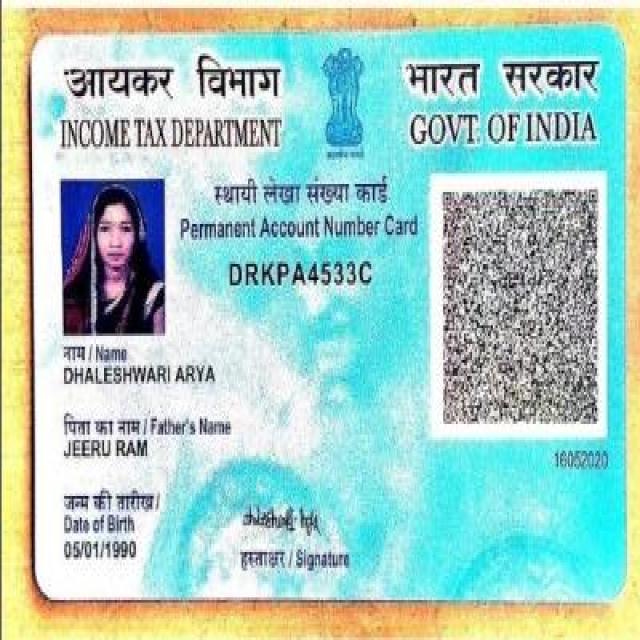 आयकर विभाग
INCOME TAX DEPARTMENT
भारत सरकार
GOVT. OF INDIA
स्थायी लेखा संख्या कार्ड
Permanent Account Number Card
DRKPA4533C
नाम / Name
DHALESHWARI ARYA
पिता का नाम / Father's Name
JEERU RAM
16052020
जन्म की तारीख /
Date of Birth
05/01/1990
हस्ताक्षर / Signature